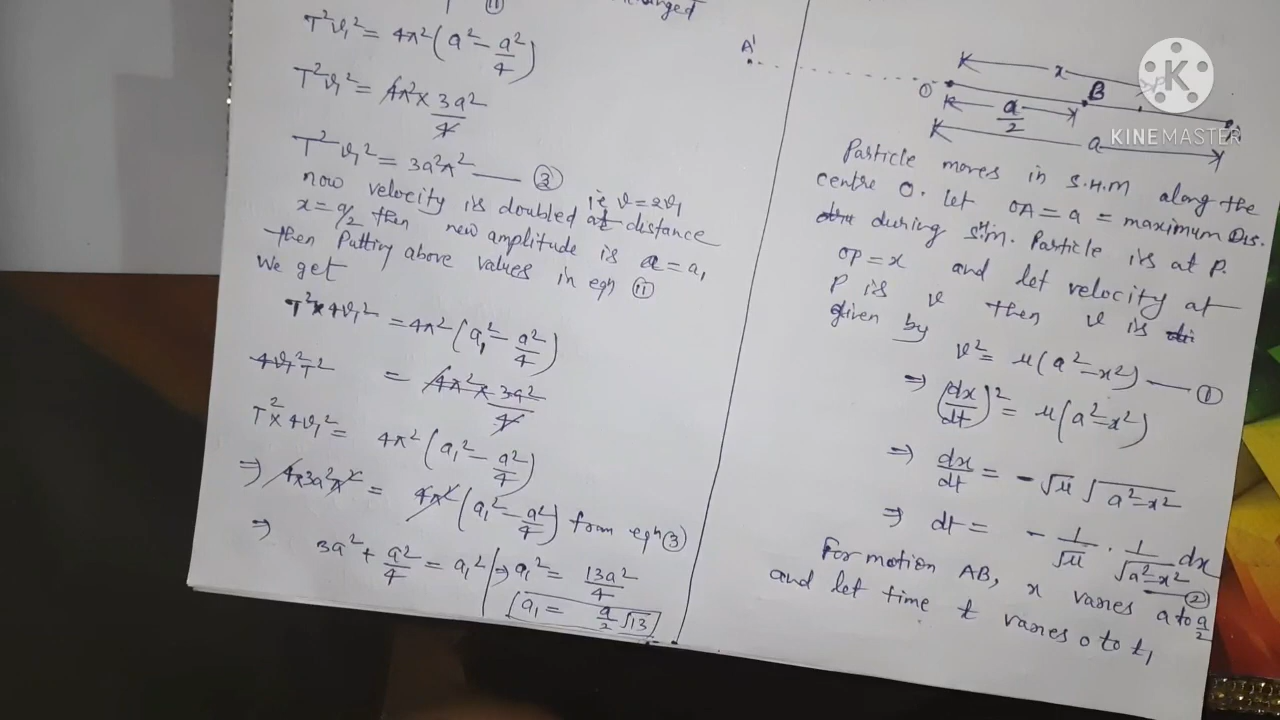 (11)
changed
T²v₁² = 4π²(a² - a²/4)
T²v₁² = 4π² × 3a²/4
T²v₁² = 3a²π² —— (3)
now velocity is doubled at distance
ie v = 2v₁
x = a/2 then new amplitude is a = a₁
then Putting above values in eqn (11)
we get
T² × 4v₁² = 4π²(a₁² - a²/4)
4v₁²T² = 4π² × 3a²/4
T² × 4v₁² = 4π²(a₁² - a²/4)
⇒ 4×3a²π² = 4π²(a₁² - a²/4) from eqn (3)
⇒ 3a² + a²/4 = a₁²
⇒ a₁² = 13a²/4
a₁ = a/2 √13
A'
x
O
B
P
a/2
a
A
K
KINEMASTER
Particle moves in S.H.M along the
centre O. Let OA = a = maximum Dis.
during S.H.M. Particle is at P.
OP = x and let velocity at
P is v then v is
given by
v² = μ(a² - x²) —— (1)
⇒ (dx/dt)² = μ(a² - x²)
⇒ dx/dt = -√μ √a² - x²
⇒ dt = - 1/√μ . 1/√a² - x² dx
—— (2)
For motion AB, x varies a to a/2
and let time t varies 0 to t₁